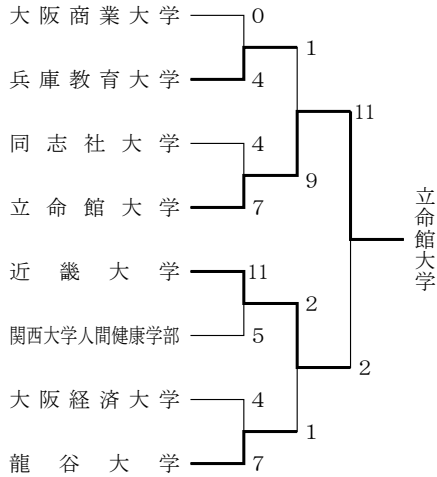 大阪商業大学 0
1
兵庫教育大学 4
11
同志社大学 4
9
立命館大学 7
立命館大学
近畿大学 11
2
関西大学人間健康学部 5
2
大阪経済大学 4
1
龍谷大学 7